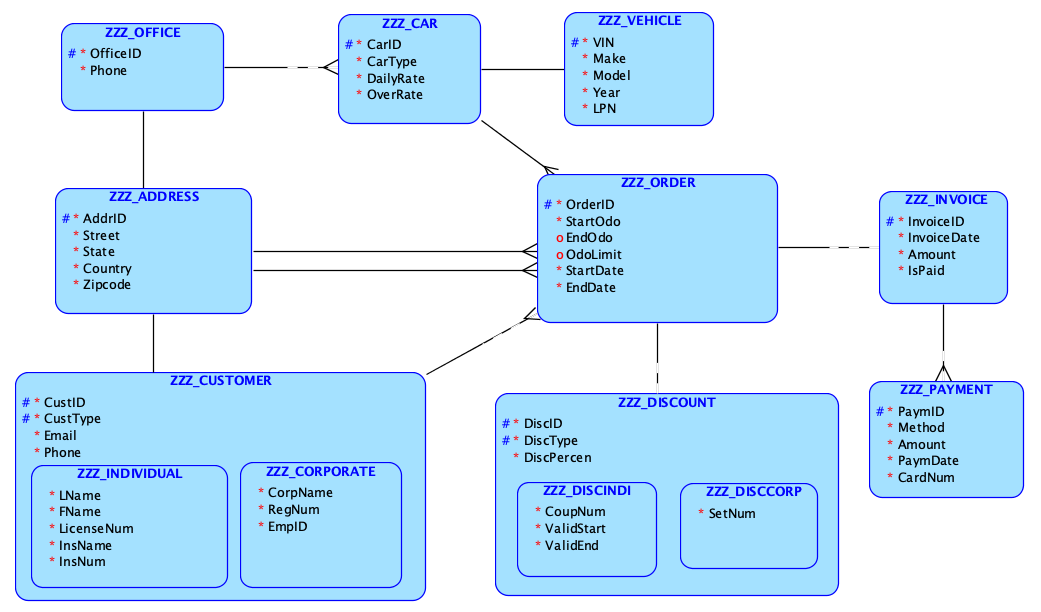 ZZZ_OFFICE
# * OfficeID
* Phone
ZZZ_CAR
# * CarID
* CarType
* DailyRate
* OverRate
ZZZ_VEHICLE
# * VIN
* Make
* Model
* Year
* LPN
ZZZ_ADDRESS
# * AddrID
* Street
* State
* Country
* Zipcode
ZZZ_ORDER
# * OrderID
* StartOdo
o EndOdo
o OdoLimit
* StartDate
* EndDate
ZZZ_INVOICE
# * InvoiceID
* InvoiceDate
* Amount
* IsPaid
ZZZ_CUSTOMER
# * CustID
# * CustType
* Email
* Phone
ZZZ_INDIVIDUAL
* LName
* FName
* LicenseNum
* InsName
* InsNum
ZZZ_CORPORATE
* CorpName
* RegNum
* EmpID
ZZZ_DISCOUNT
# * DiscID
# * DiscType
* DiscPercen
ZZZ_DISCINDI
* CoupNum
* ValidStart
* ValidEnd
ZZZ_DISCCORP
* SetNum
ZZZ_PAYMENT
# * PaymID
* Method
* Amount
* PaymDate
* CardNum